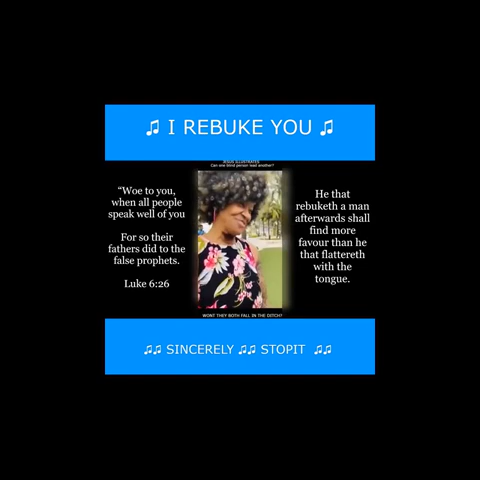 ♫ I REBUKE YOU ♫
JESUS ILLUSTRATES
Can one blind person lead another?
“Woe to you,
when all people
speak well of you
For so their
fathers did to the
false prophets.
Luke 6:26
He that
rebuketh a man
afterwards shall
find more
favour than he
that flattereth
with the
tongue.
WONT THEY BOTH FALL IN THE DITCH?
♫♫ SINCERELY ♫♫ STOPIT ♫♫